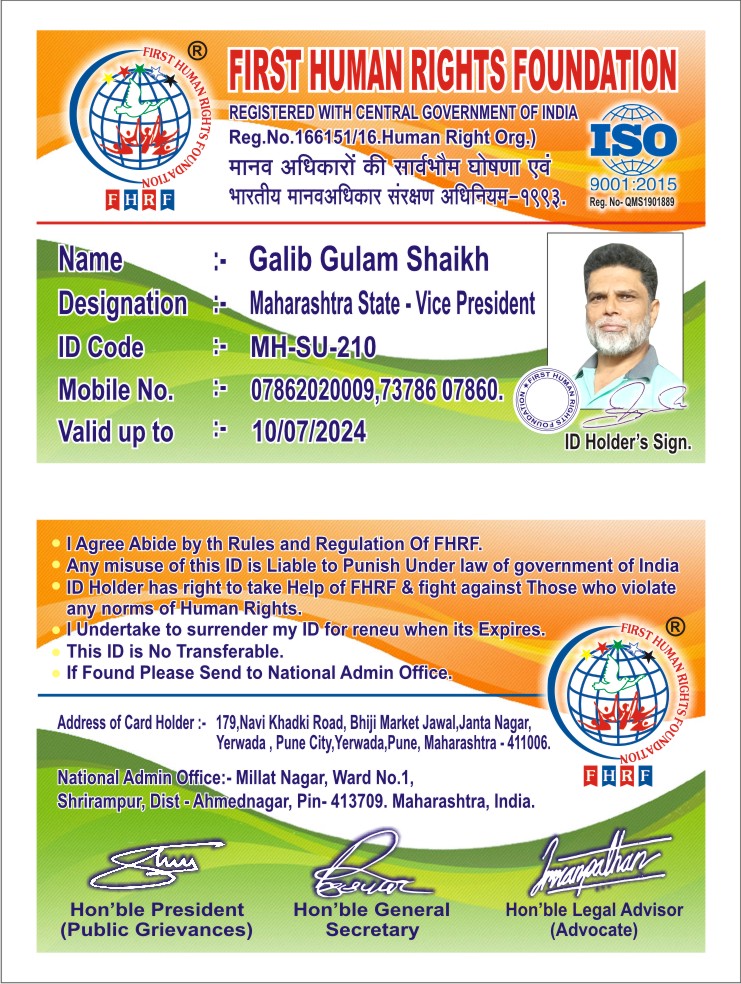 FIRST HUMAN RIGHTS FOUNDATION
®
FHRF
FIRST HUMAN RIGHTS FOUNDATION
REGISTERED WITH CENTRAL GOVERNMENT OF INDIA
Reg.No.166151/16.Human Right Org.)
मानव अधिकारों की सार्वभौम घोषणा एवं
भारतीय मानवअधिकार संरक्षण अधिनियम-१९९३.
ISO
9001:2015
Reg. No- QMS1901889
Name :- Galib Gulam Shaikh
Designation :- Maharashtra State - Vice President
ID Code :- MH-SU-210
Mobile No. :- 07862020009,73786 07860.
Valid up to :- 10/07/2024
FIRST HUMAN RIGHTS FOUNDATION
ID Holder's Sign.
I Agree Abide by th Rules and Regulation Of FHRF.
Any misuse of this ID is Liable to Punish Under law of government of India
ID Holder has right to take Help of FHRF & fight against Those who violate
any norms of Human Rights.
I Undertake to surrender my ID for reneu when its Expires.
This ID is No Transferable.
If Found Please Send to National Admin Office.
FIRST HUMAN RIGHTS FOUNDATION
®
FHRF
Address of Card Holder :- 179,Navi Khadki Road, Bhiji Market Jawal,Janta Nagar,
Yerwada , Pune City,Yerwada,Pune, Maharashtra - 411006.
National Admin Office:- Millat Nagar, Ward No.1,
Shrirampur, Dist - Ahmednagar, Pin- 413709. Maharashtra, India.
Imranpathan
Hon'ble President
(Public Grievances)
Hon'ble General
Secretary
Hon'ble Legal Advisor
(Advocate)